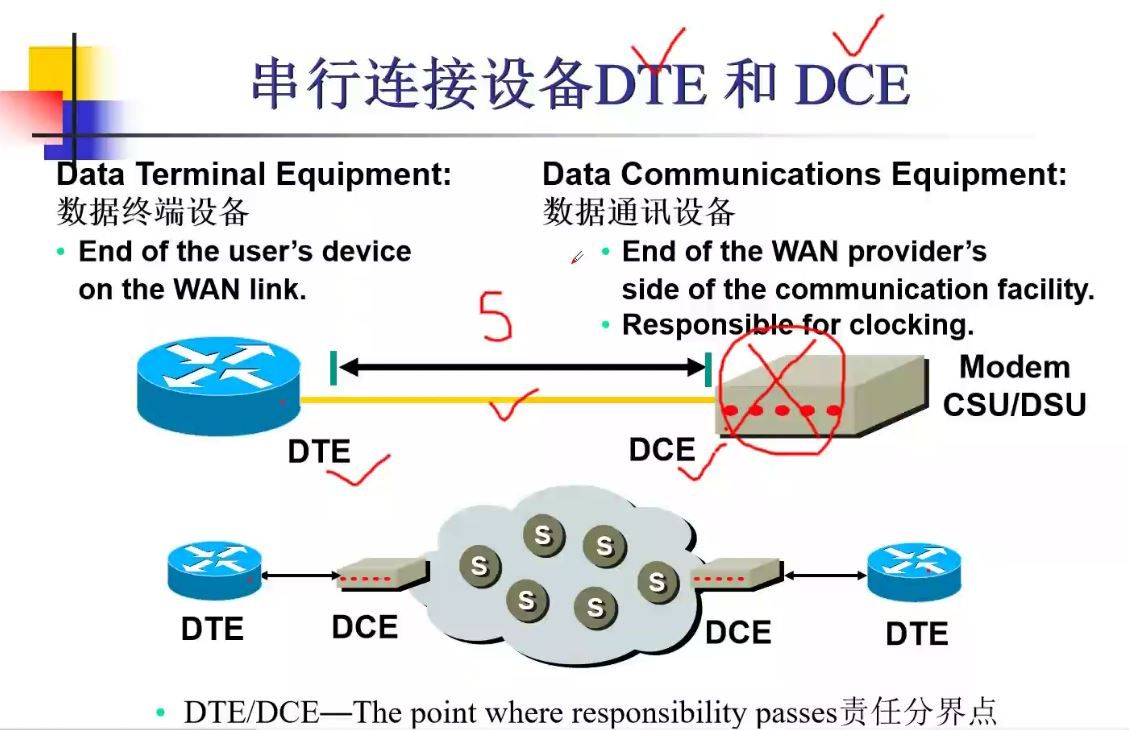 串行连接设备DTE 和 DCE
Data Terminal Equipment:
数据终端设备
• End of the user’s device
on the WAN link.
Data Communications Equipment:
数据通讯设备
• End of the WAN provider’s
side of the communication facility.
• Responsible for clocking.
5
Modem
CSU/DSU
DTE
DCE
S
S
S
S
S
S
DTE
DCE
DCE
DTE
• DTE/DCE—The point where responsibility passes责任分界点